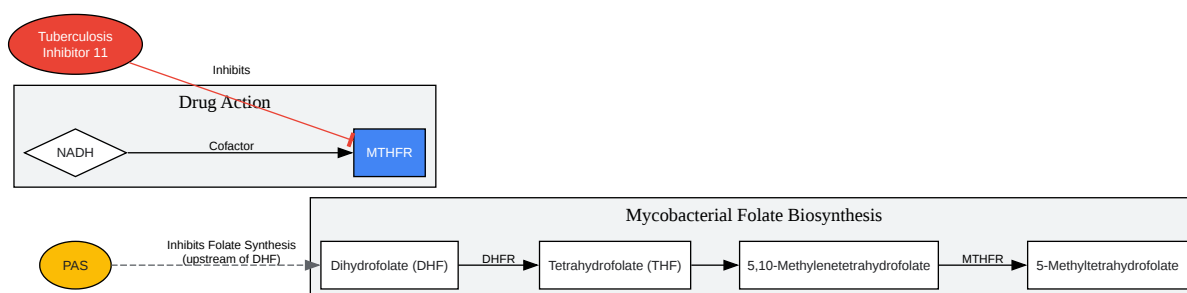 Tuberculosis
Inhibitor 11
Inhibits
Drug Action
NADH
Cofactor
MTHFR
Mycobacterial Folate Biosynthesis
PAS
Inhibits Folate Synthesis
(upstream of DHF)
Dihydrofolate (DHF)
DHFR
Tetrahydrofolate (THF)
5,10-Methylenetetrahydrofolate
MTHFR
5-Methyltetrahydrofolate